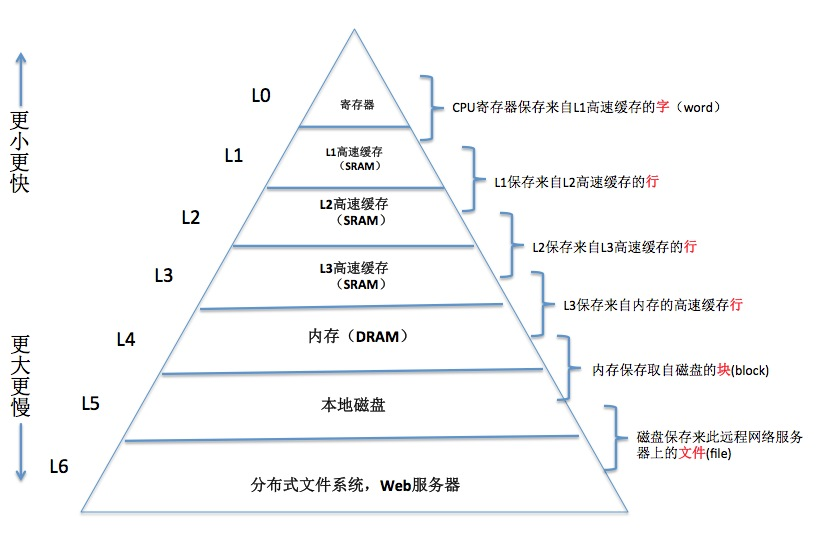 L0
寄存器
CPU寄存器保存来自L1高速缓存的字（word）
更小更快
L1
L1高速缓存
（SRAM）
L1保存来自L2高速缓存的行
L2
L2高速缓存
（SRAM）
L2保存来自L3高速缓存的行
L3
L3高速缓存
（SRAM）
L3保存来自内存的高速缓存行
L4
内存（DRAM）
内存保存取自磁盘的块(block)
更大更慢
L5
本地磁盘
磁盘保存来此远程网络服务
器上的文件(file)
L6
分布式文件系统，Web服务器